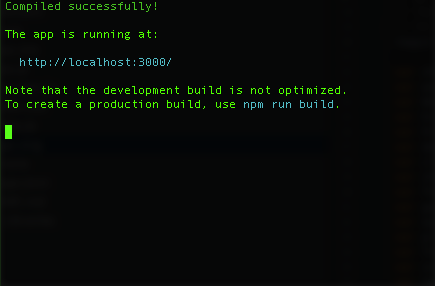 Compiled successfully!
The app is running at:
http://localhost:3000/
Note that the development build is not optimized.
To create a production build, use npm run build.